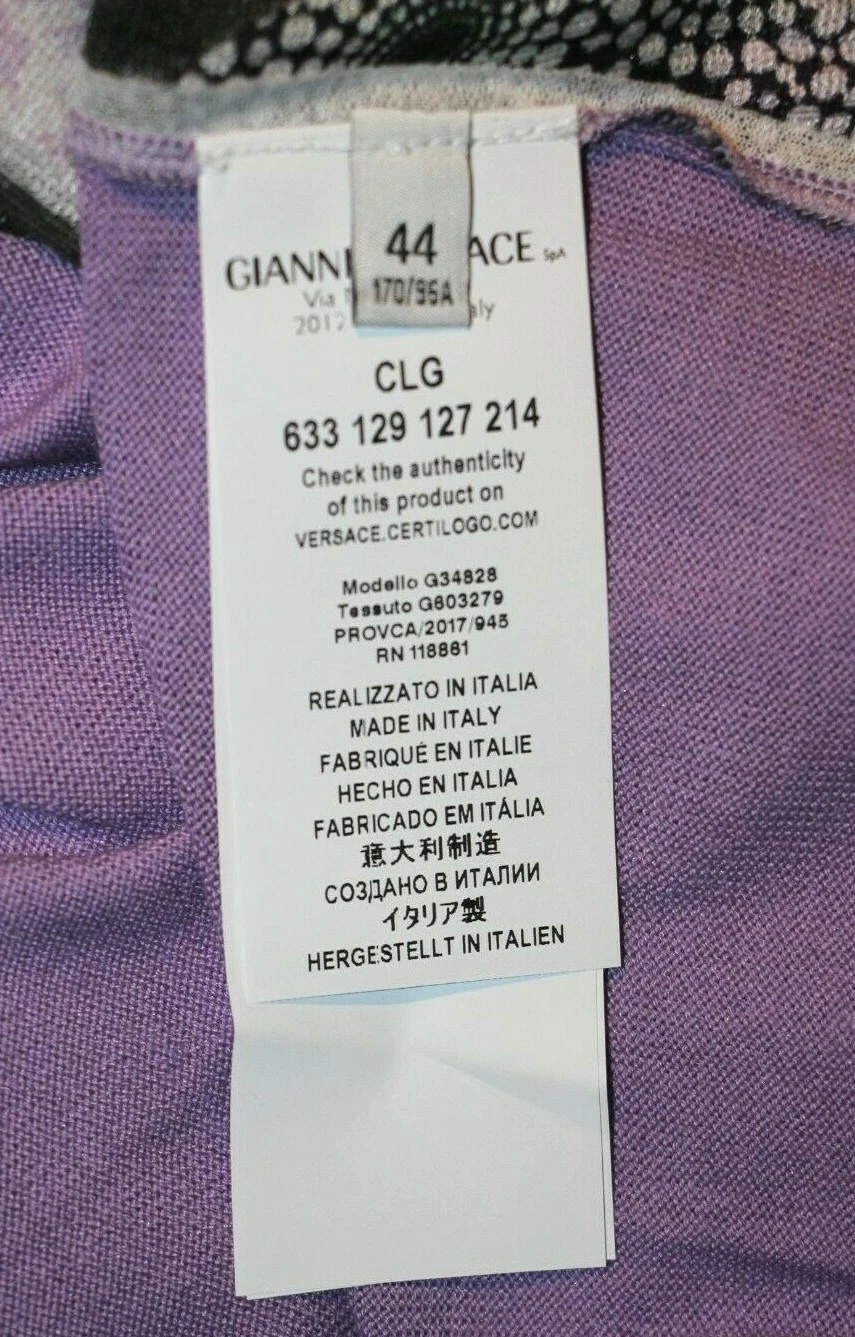 44
170/96A
GIANNI ACE SpA
Via
2012 aly
CLG
633 129 127 214
Check the authenticity
of this product on
VERSACE.CERTILOGO.COM
Modello G34828
Tessuto G603279
PROVCA/2017/945
RN 118881
REALIZZATO IN ITALIA
MADE IN ITALY
FABRIQUÉ EN ITALIE
HECHO EN ITALIA
FABRICADO EM ITÁLIA
意大利制造
СОЗДАНО В ИТАЛИИ
イタリア製
HERGESTELLT IN ITALIEN